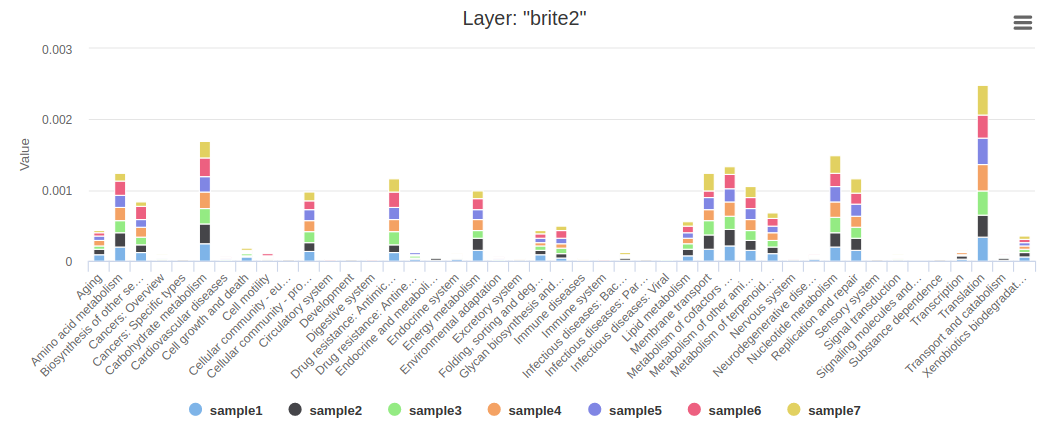 Layer: "brite2"
0.003
0.002
0.001
0
Value
Aging
Amino acid metabolism
Biosynthesis of other se...
Cancers: Overview
Cancers: Specific types
Carbohydrate metabolism
Cardiovascular diseases
Cell growth and death
Cell motility
Cellular community - eu...
Cellular community - pro...
Circulatory system
Development
Digestive system
Drug resistance: Antimic...
Drug resistance: Antine...
Endocrine and metaboli...
Endocrine system
Energy metabolism
Environmental adaptation
Excretory system
Folding, sorting and deg...
Glycan biosynthesis and...
Immune diseases
Immune system
Infectious diseases: Bac...
Infectious diseases: Par...
Infectious diseases: Viral
Lipid metabolism
Membrane transport
Metabolism of cofactors ...
Metabolism of other ami...
Metabolism of terpenoid...
Nervous system
Neurodegenerative dise...
Nucleotide metabolism
Replication and repair
Sensory system
Signal transduction
Signaling molecules and...
Substance dependence
Transcription
Translation
Transport and catabolism
Xenobiotics biodegradat...
sample1 sample2 sample3 sample4 sample5 sample6 sample7